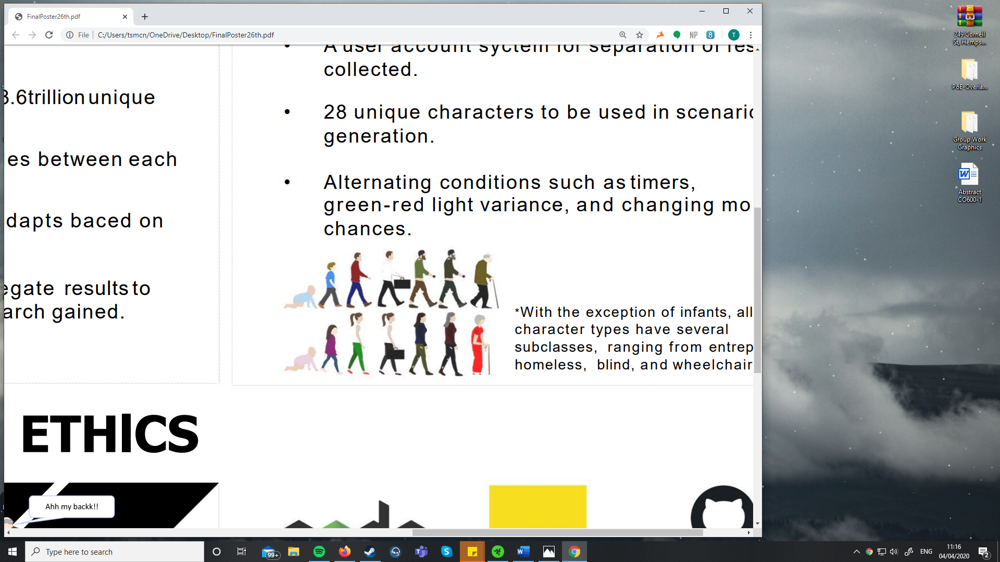 FinalPoster26th.pdf
File
C:/Users/tsmcn/OneDrive/Desktop/FinalPoster26th.pdf
NP
8
T
3.6trillion unique
es between each
dapts baced on
egate results to
arch gained.
• A user account syctem for separation of res
collected.
• 28 unique characters to be used in scenario
generation.
• Alternating conditions such as timers,
green-red light variance, and changing mo
chances.
*With the exception of infants, all
character types have several
subclasses, ranging from entrep
homeless, blind, and wheelchair
ETHICS
Ahh my backk!!
249 Cornell
St, Hemps...
PoE-Overla...
Group Work
Graphics
Abstract
CO600-1
Type here to search
99+
ENG
11:16
04/04/2020
2